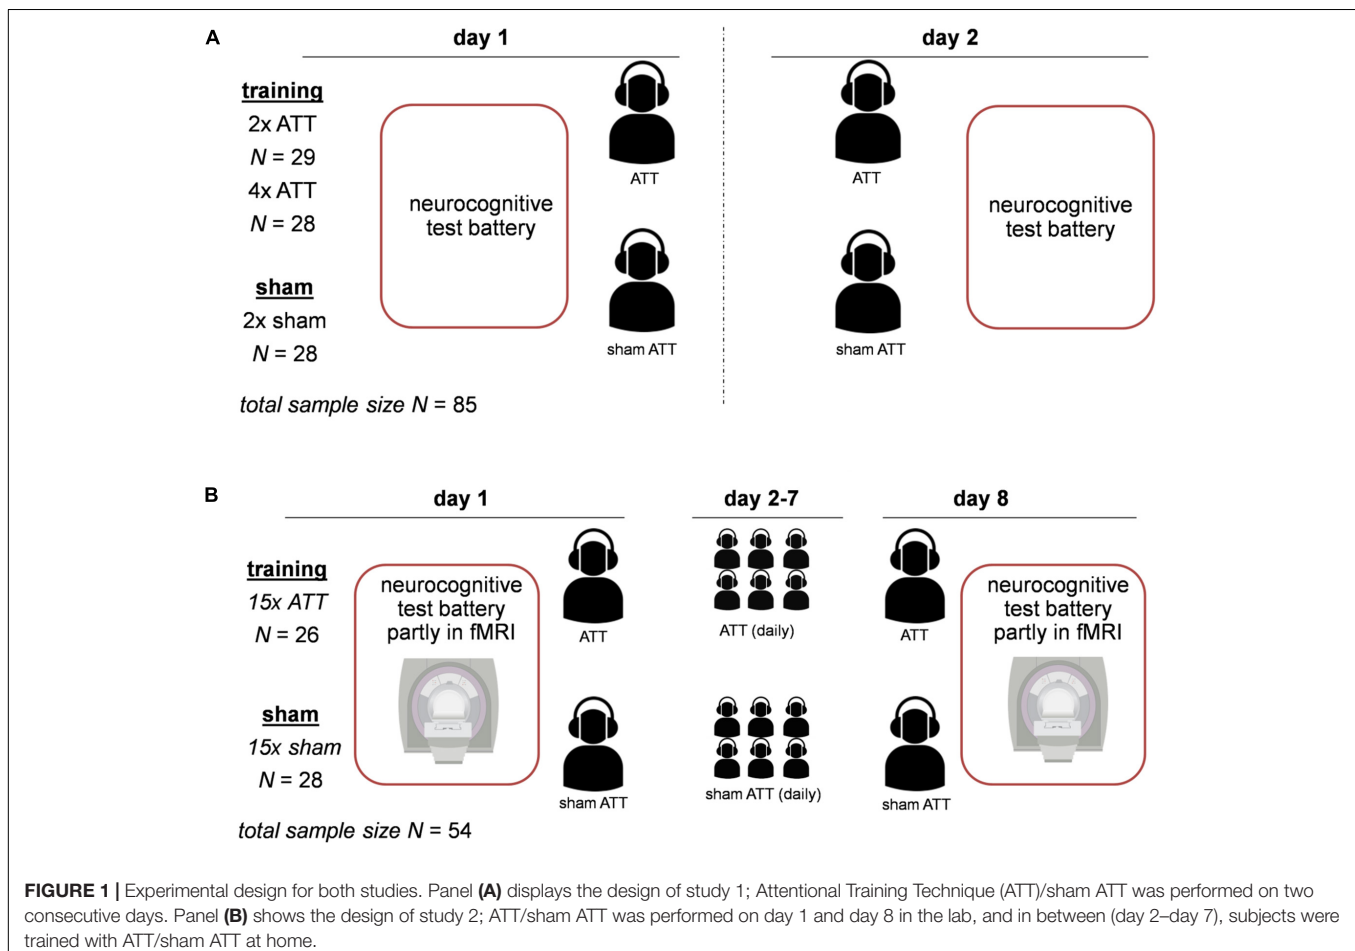 A
day 1
day 2
training
2x ATT
N = 29
4x ATT
N = 28
sham
2x sham
N = 28
total sample size N = 85
neurocognitive
test battery
ATT
sham ATT
ATT
sham ATT
neurocognitive
test battery
B
day 1
day 2-7
day 8
training
15x ATT
N = 26
sham
15x sham
N = 28
total sample size N = 54
neurocognitive
test battery
partly in fMRI
ATT
sham ATT
ATT (daily)
sham ATT (daily)
ATT
sham ATT
neurocognitive
test battery
partly in fMRI
FIGURE 1 | Experimental design for both studies. Panel (A) displays the design of study 1; Attentional Training Technique (ATT)/sham ATT was performed on two
consecutive days. Panel (B) shows the design of study 2; ATT/sham ATT was performed on day 1 and day 8 in the lab, and in between (day 2–day 7), subjects were
trained with ATT/sham ATT at home.